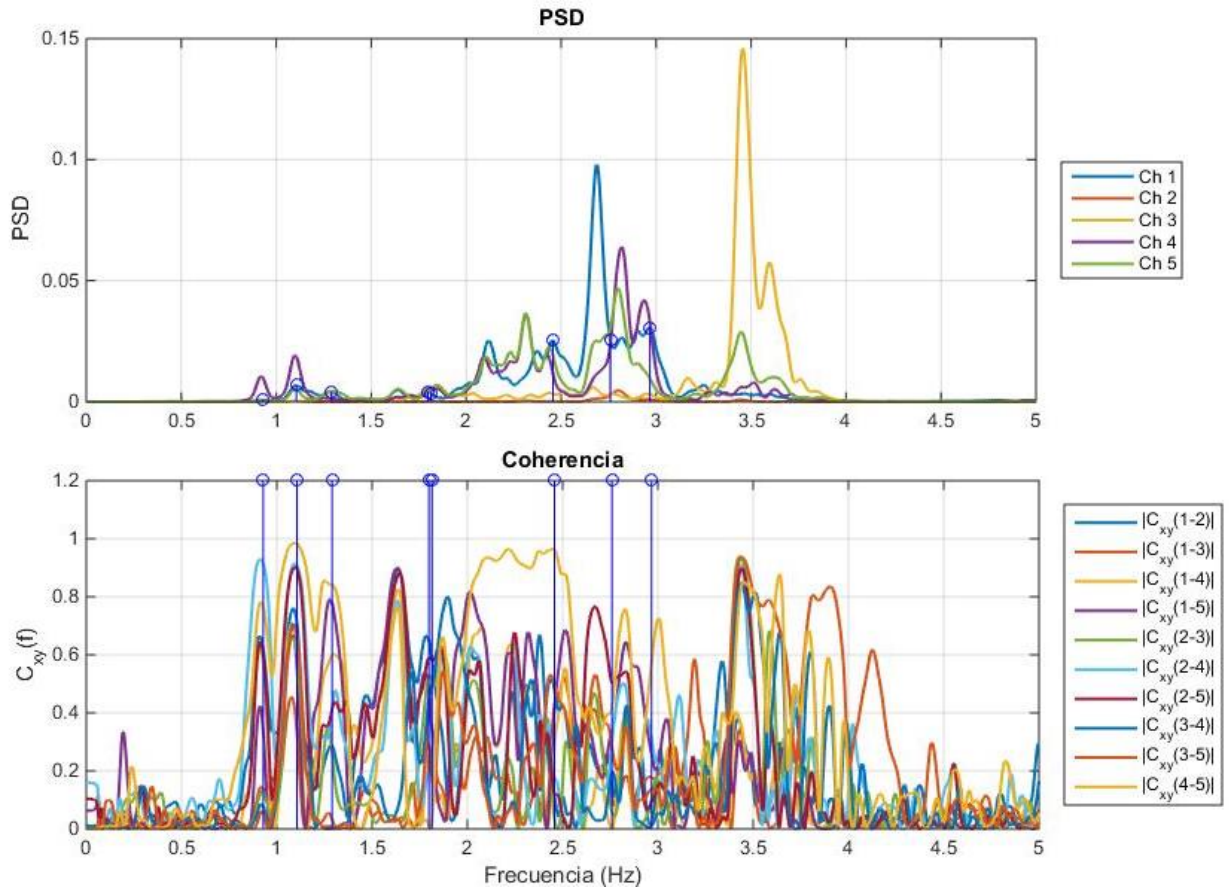 PSD
0.15
0.1
0.05
0
PSD
0 0.5 1 1.5 2 2.5 3 3.5 4 4.5 5
Ch 1
Ch 2
Ch 3
Ch 4
Ch 5
Coherencia
1.2
1
0.8
0.6
0.4
0.2
0
C_xy(f)
0 0.5 1 1.5 2 2.5 3 3.5 4 4.5 5
Frecuencia (Hz)
|C_xy(1-2)|
|C_xy(1-3)|
|C_xy(1-4)|
|C_xy(1-5)|
|C_xy(2-3)|
|C_xy(2-4)|
|C_xy(2-5)|
|C_xy(3-4)|
|C_xy(3-5)|
|C_xy(4-5)|